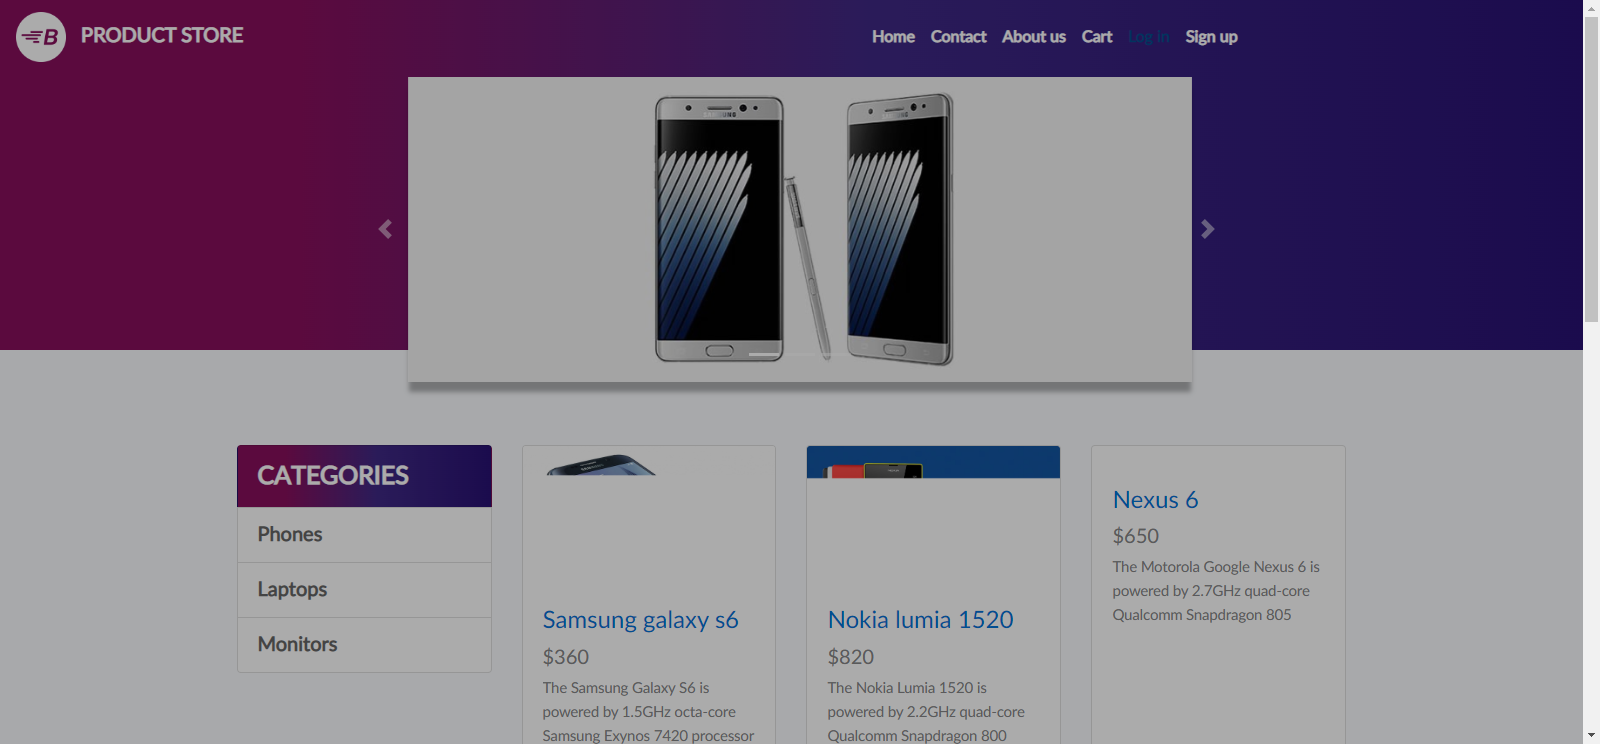 B PRODUCT STORE
Home Contact About us Cart Log in Sign up
SAMSUNG
CATEGORIES
Phones
Laptops
Monitors
Samsung galaxy s6
$360
The Samsung Galaxy S6 is
powered by 1.5GHz octa-core
Samsung Exynos 7420 processor
Nokia lumia 1520
$820
The Nokia Lumia 1520 is
powered by 2.2GHz quad-core
Qualcomm Snapdragon 800
Nexus 6
$650
The Motorola Google Nexus 6 is
powered by 2.7GHz quad-core
Qualcomm Snapdragon 805